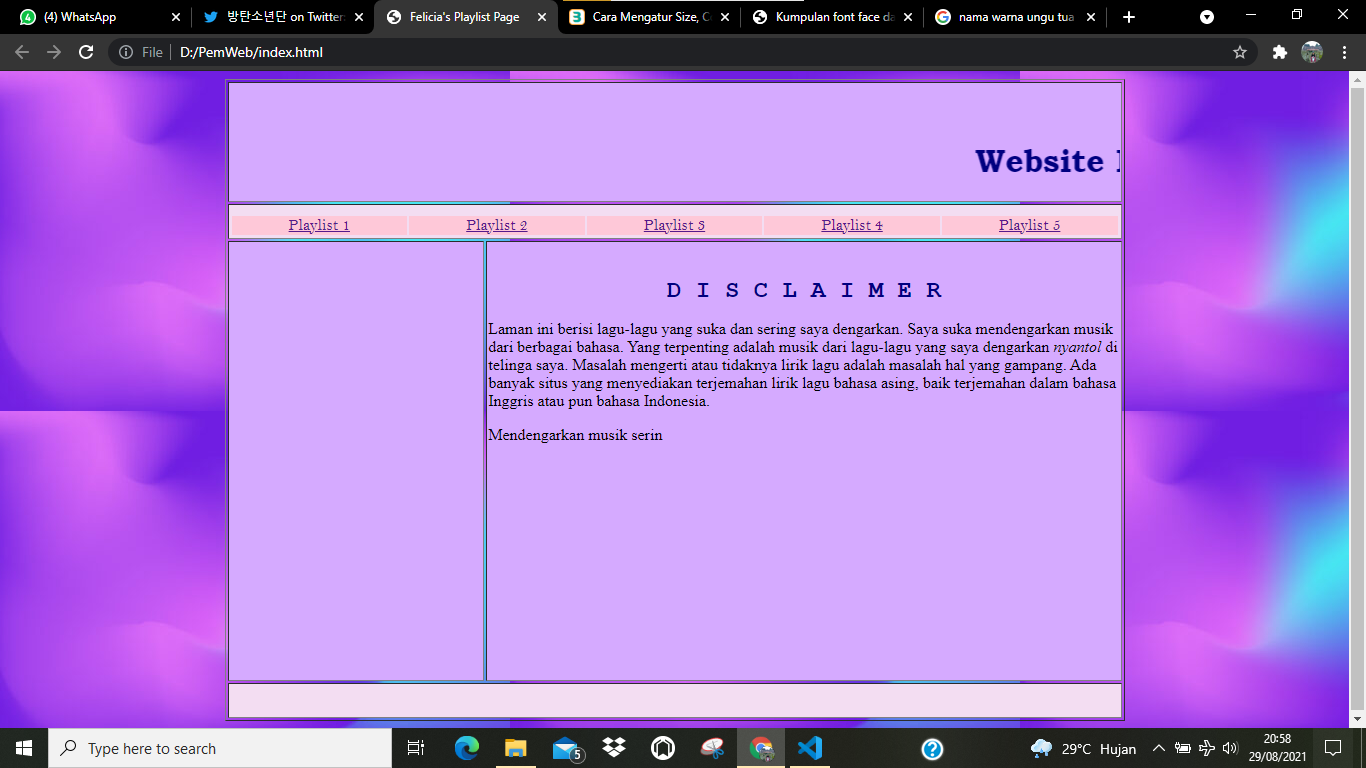 (4) WhatsApp
방탄소년단 on Twitter:
Felicia's Playlist Page
Cara Mengatur Size, C
Kumpulan font face da
nama warna ungu tua
File
D:/PemWeb/index.html
Website
Playlist 1
Playlist 2
Playlist 3
Playlist 4
Playlist 5
D I S C L A I M E R
Laman ini berisi lagu-lagu yang suka dan sering saya dengarkan. Saya suka mendengarkan musik
dari berbagai bahasa. Yang terpenting adalah musik dari lagu-lagu yang saya dengarkan nyantol di
telinga saya. Masalah mengerti atau tidaknya lirik lagu adalah masalah hal yang gampang. Ada
banyak situs yang menyediakan terjemahan lirik lagu bahasa asing, baik terjemahan dalam bahasa
Inggris atau pun bahasa Indonesia.
Mendengarkan musik serin
Type here to search
5
29°C Hujan
20:58
29/08/2021